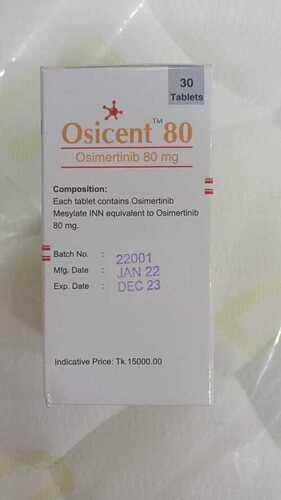 30
Tablets
Osicent™ 80
Osimertinib 80 mg
Composition:
Each tablet contains Osimertinib
Mesylate INN equivalent to Osimertinib
80 mg.
Batch No. : 22001
Mfg. Date : JAN 22
Exp. Date : DEC 23
Indicative Price: Tk.15000.00